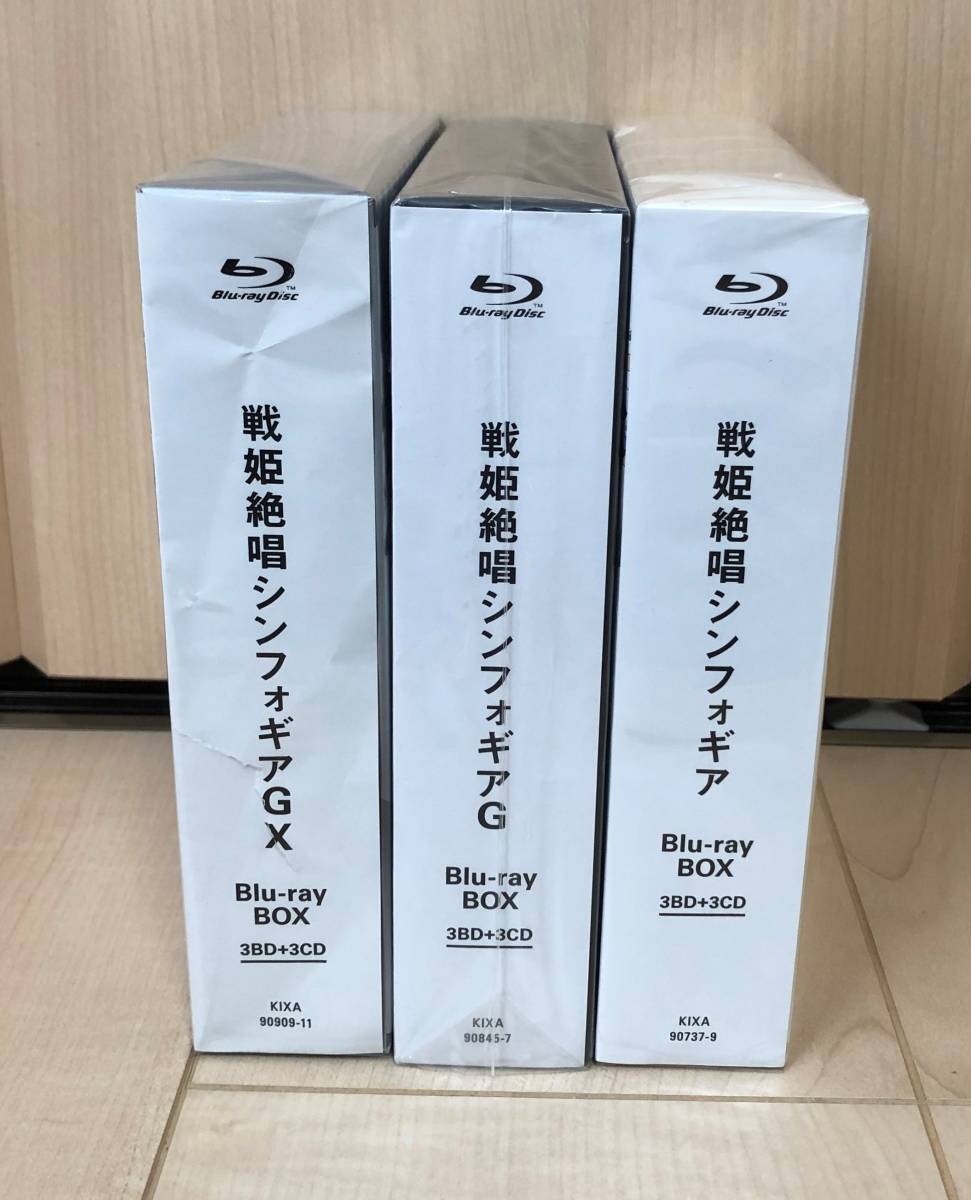 Blu-ray Disc™
戦姫絶唱シンフォギアGX
Blu-ray
BOX
3BD+3CD
KIXA
90909-11
Blu-ray Disc™
戦姫絶唱シンフォギアG
Blu-ray
BOX
3BD+3CD
KIXA
90845-7
Blu-ray Disc™
戦姫絶唱シンフォギア
Blu-ray
BOX
3BD+3CD
KIXA
90737-9